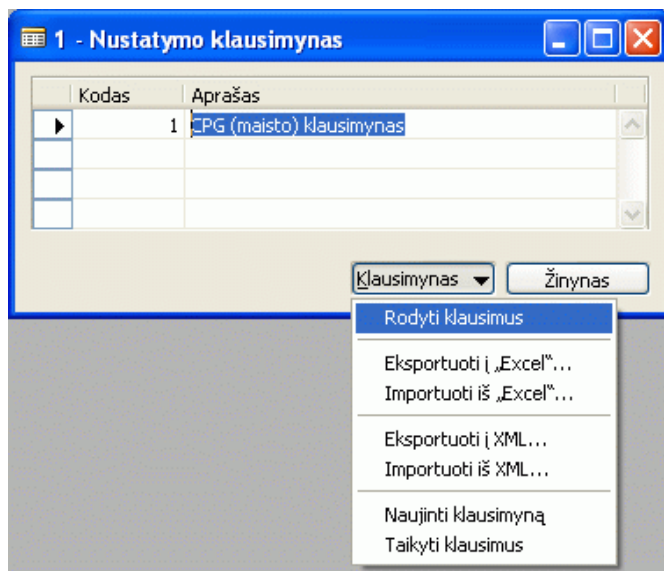 1 - Nustatymo klausimynas
Kodas Aprašas
1 CPG (maisto) klausimynas
Klausimynas Žinynas
Rodyti klausimus
Eksportuoti į „Excel“...
Importuoti iš „Excel“...
Eksportuoti į XML...
Importuoti iš XML...
Naujinti klausimyną
Taikyti klausimus